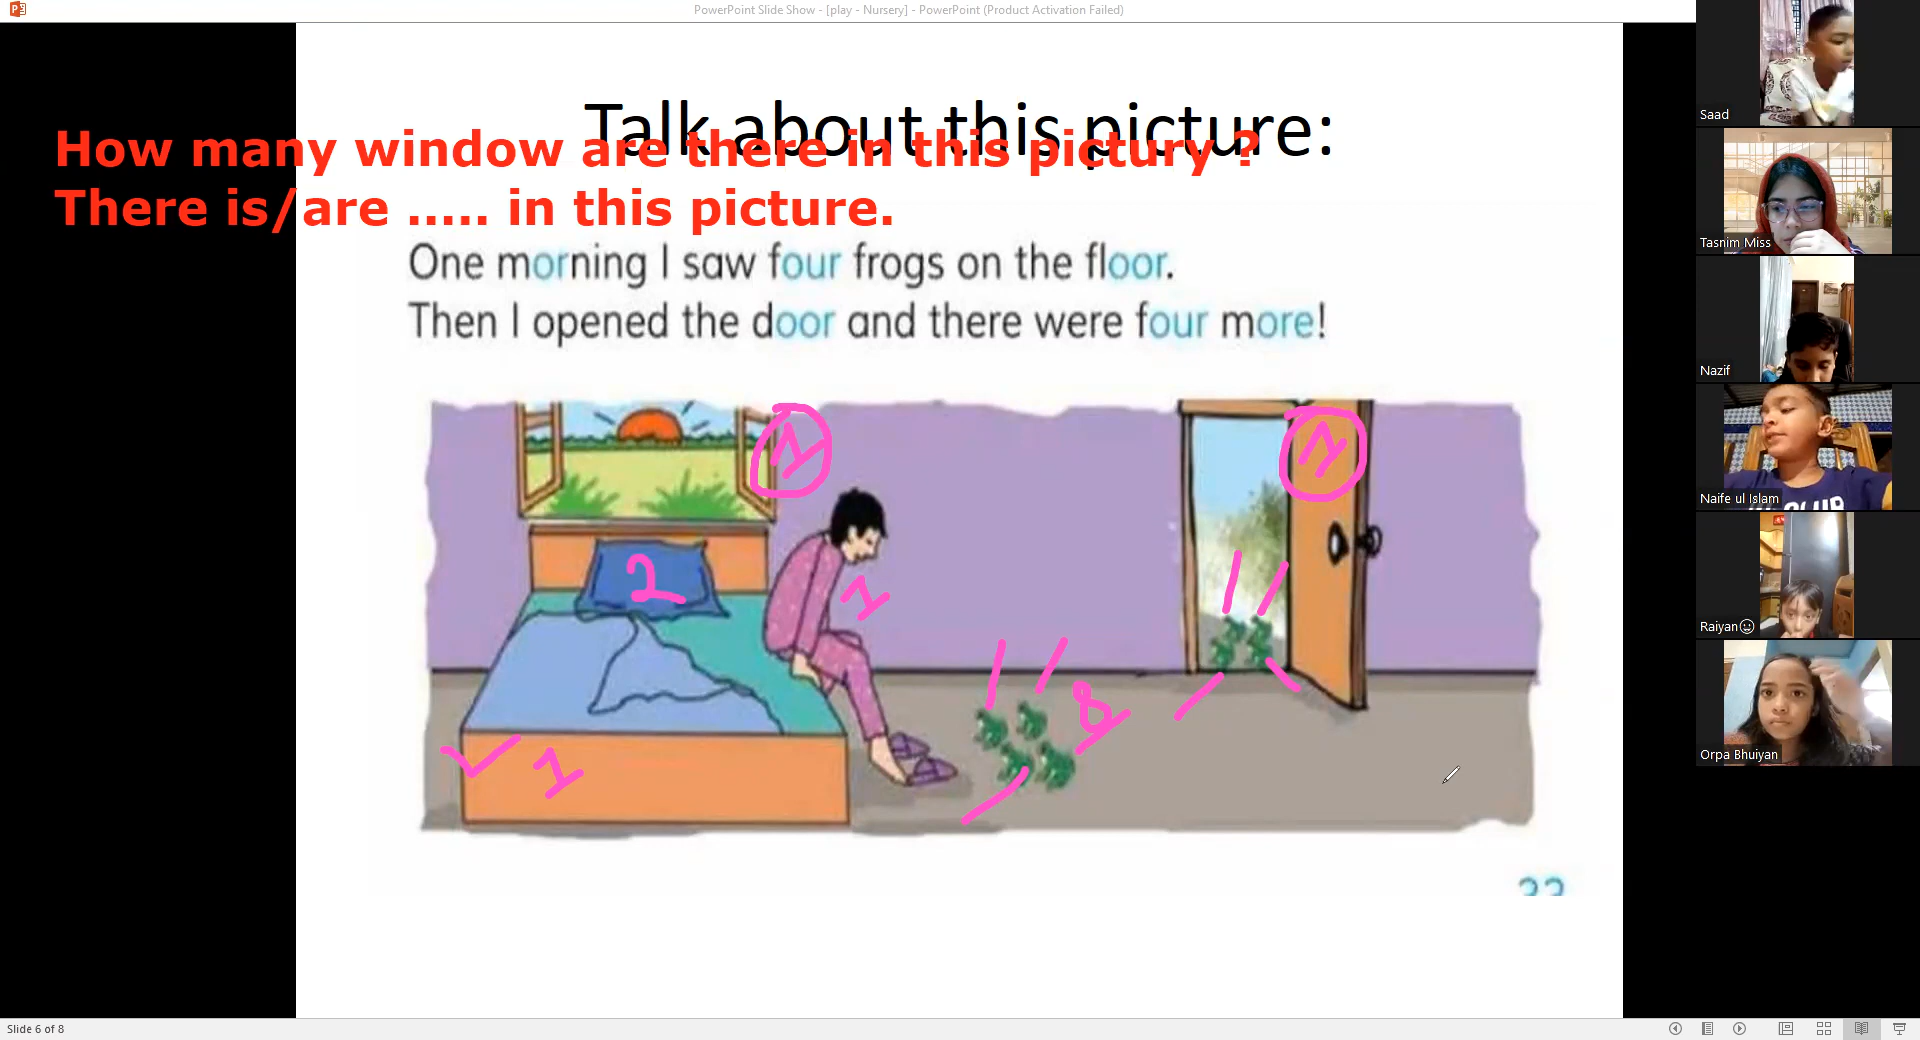 PowerPoint Slide Show - [play - Nursery] - PowerPoint (Product Activation Failed)
Talk about this picture:
How many window are there in this pictury ?
There is/are ..... in this picture.
One morning I saw four frogs on the floor.
Then I opened the door and there were four more!
1
1
2
1
8
1
Saad
Tasnim Miss
Nazif
Naife ul Islam
Raiyan
Orpa Bhuiyan
Slide 6 of 8